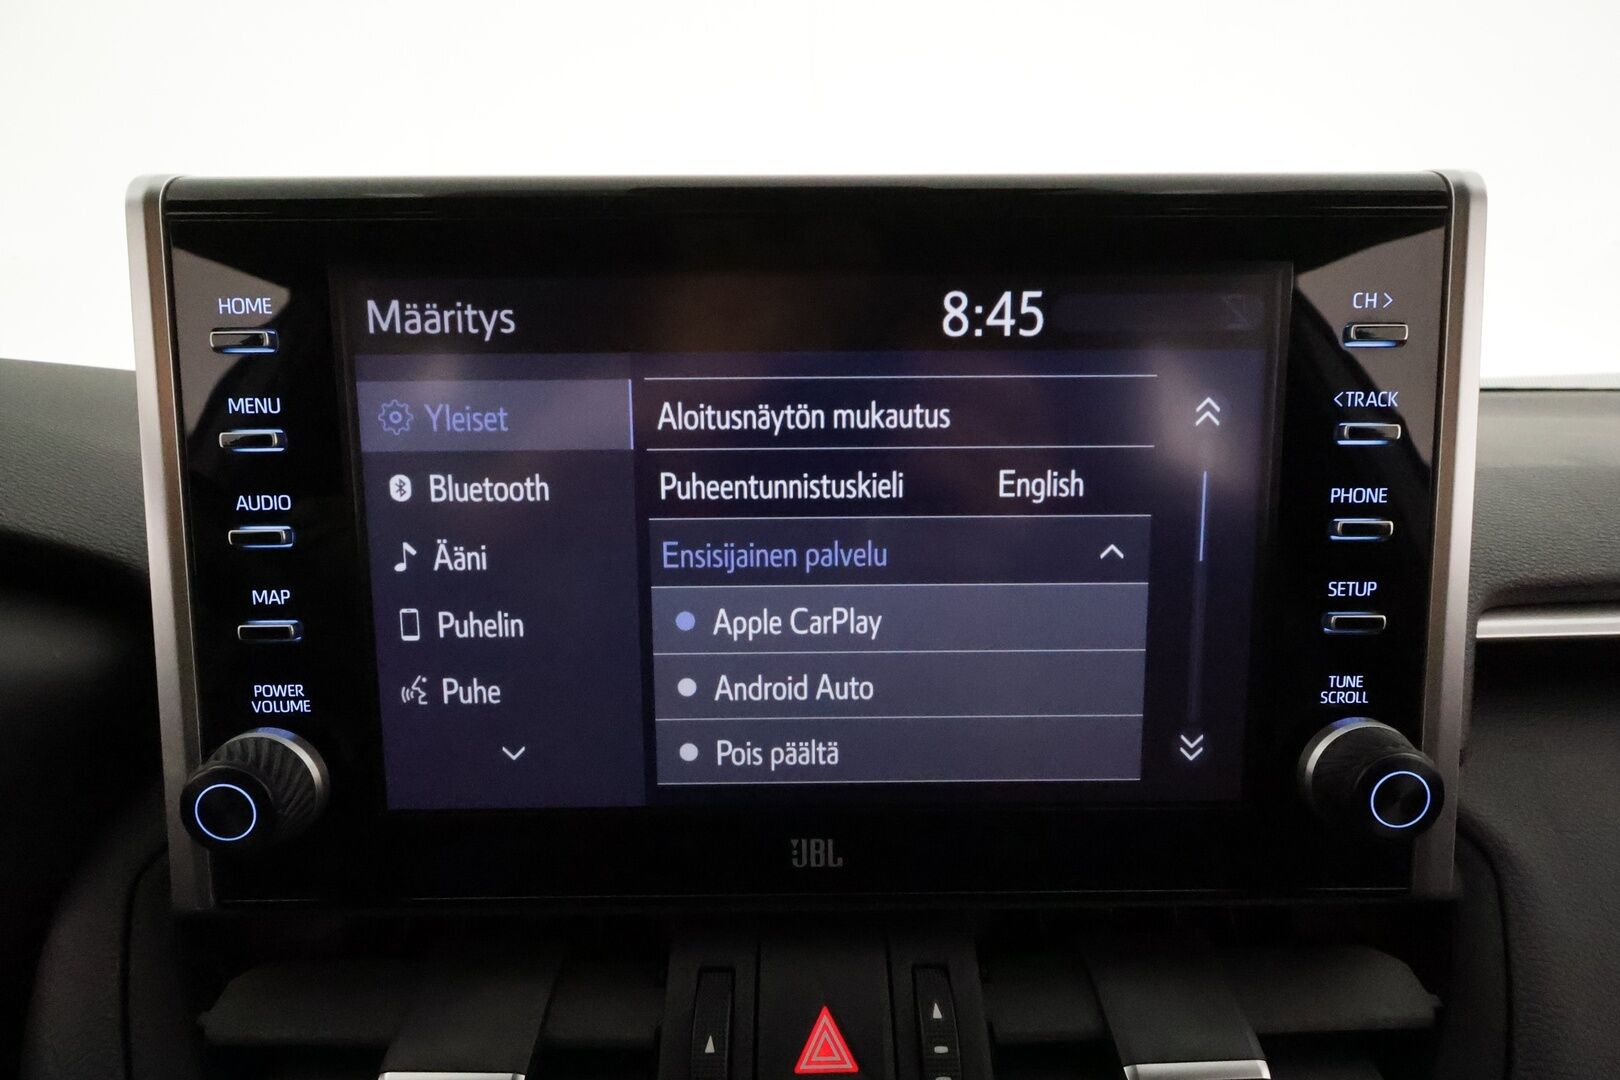 HOME
MENU
AUDIO
MAP
POWER
VOLUME
Määritys
8:45
Yleiset
Bluetooth
Ääni
Puhelin
Puhe
Aloitusnäytön mukautus
Puheentunnistuskieli English
Ensisijainen palvelu
Apple CarPlay
Android Auto
Pois päältä
CH >
<TRACK
PHONE
SETUP
TUNE
SCROLL
JBL